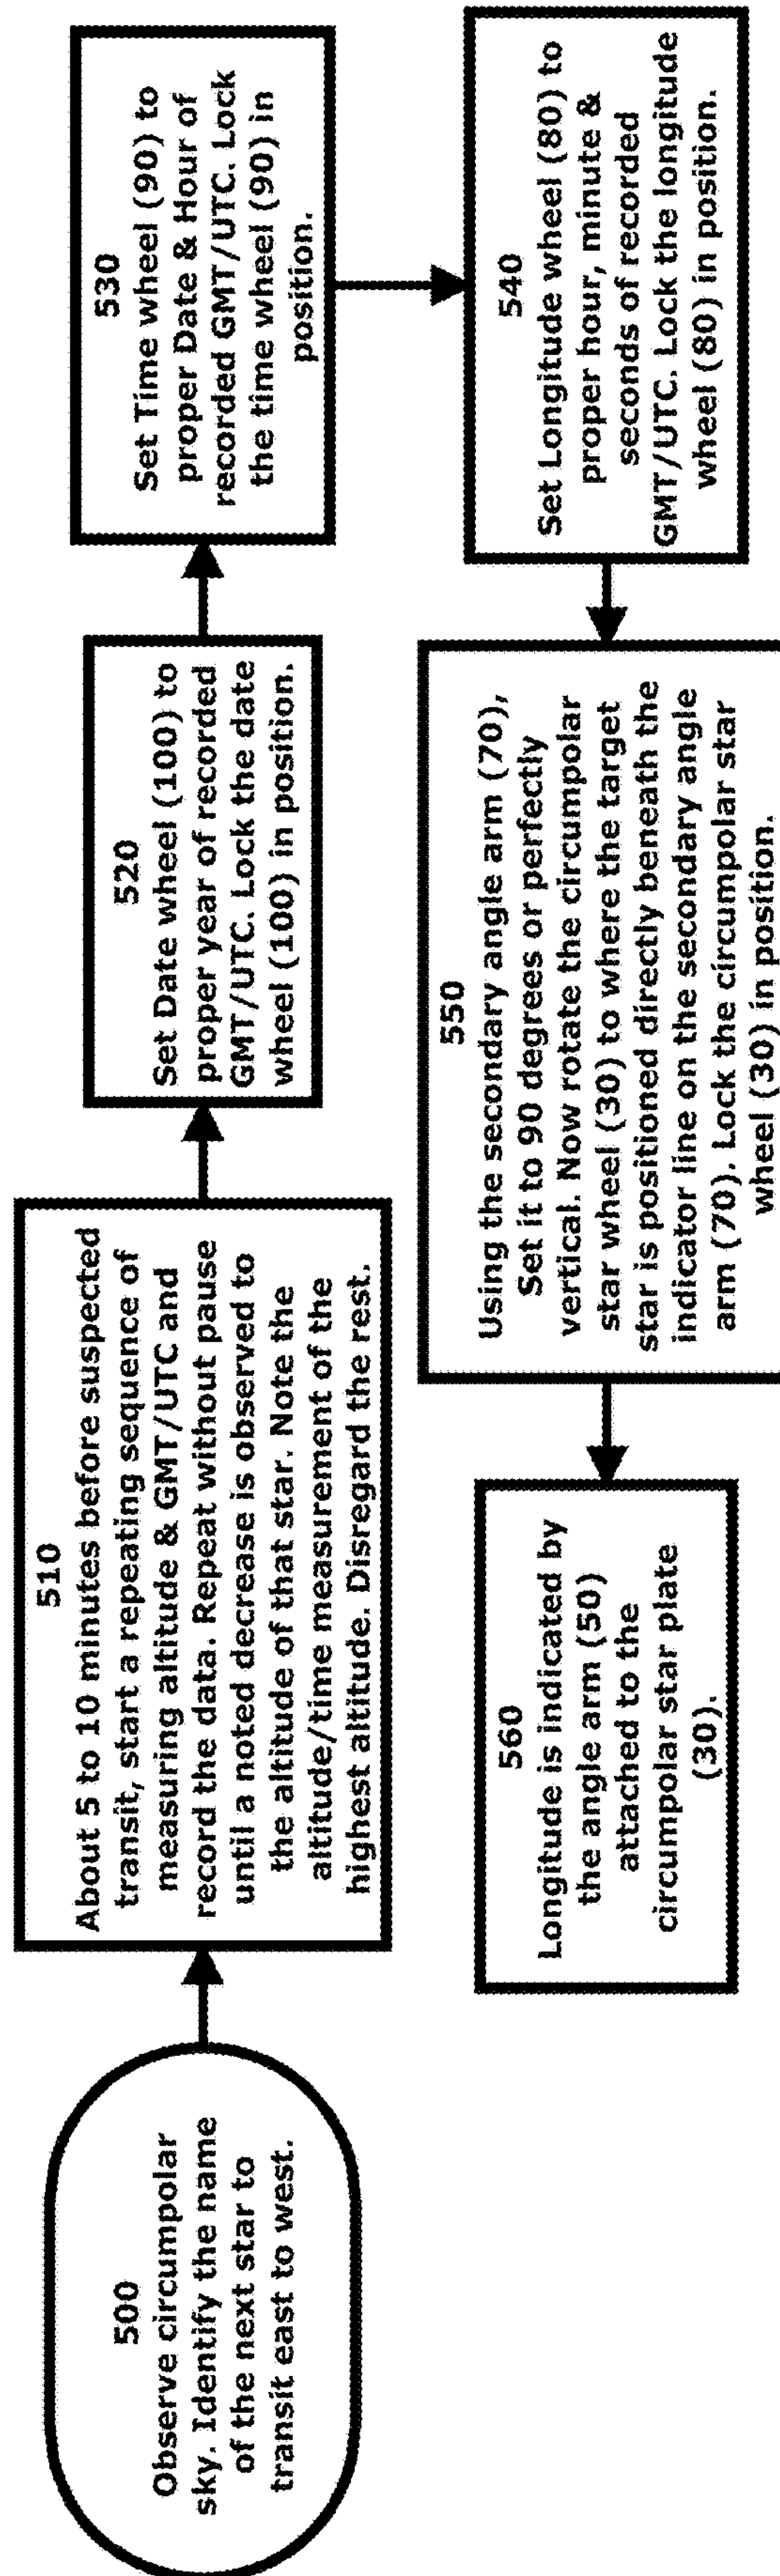 500
Observe circumpolar
sky. Identify the name
of the next star to
transit east to west.
510
About 5 to 10 minutes before suspected
transit, start a repeating sequence of
measuring altitude & GMT/UTC and
record the data. Repeat without pause
until a noted decrease is observed to
the altitude of that star. Note the
altitude/time measurement of the
highest altitude. Disregard the rest.
520
Set Date wheel (100) to
proper year of recorded
GMT/UTC. Lock the date
wheel (100) in position.
530
Set Time wheel (90) to
proper Date & Hour of
recorded GMT/UTC. Lock
the time wheel (90) in
position.
540
Set Longitude wheel (80) to
proper hour, minute &
seconds of recorded
GMT/UTC. Lock the longitude
wheel (80) in position.
550
Using the secondary angle arm (70),
Set it to 90 degrees or perfectly
vertical. Now rotate the circumpolar
star wheel (30) to where the target
star is positioned directly beneath the
indicator line on the secondary angle
arm (70). Lock the circumpolar star
wheel (30) in position.
560
Longitude is indicated by
the angle arm (50)
attached to the
circumpolar star plate
(30).